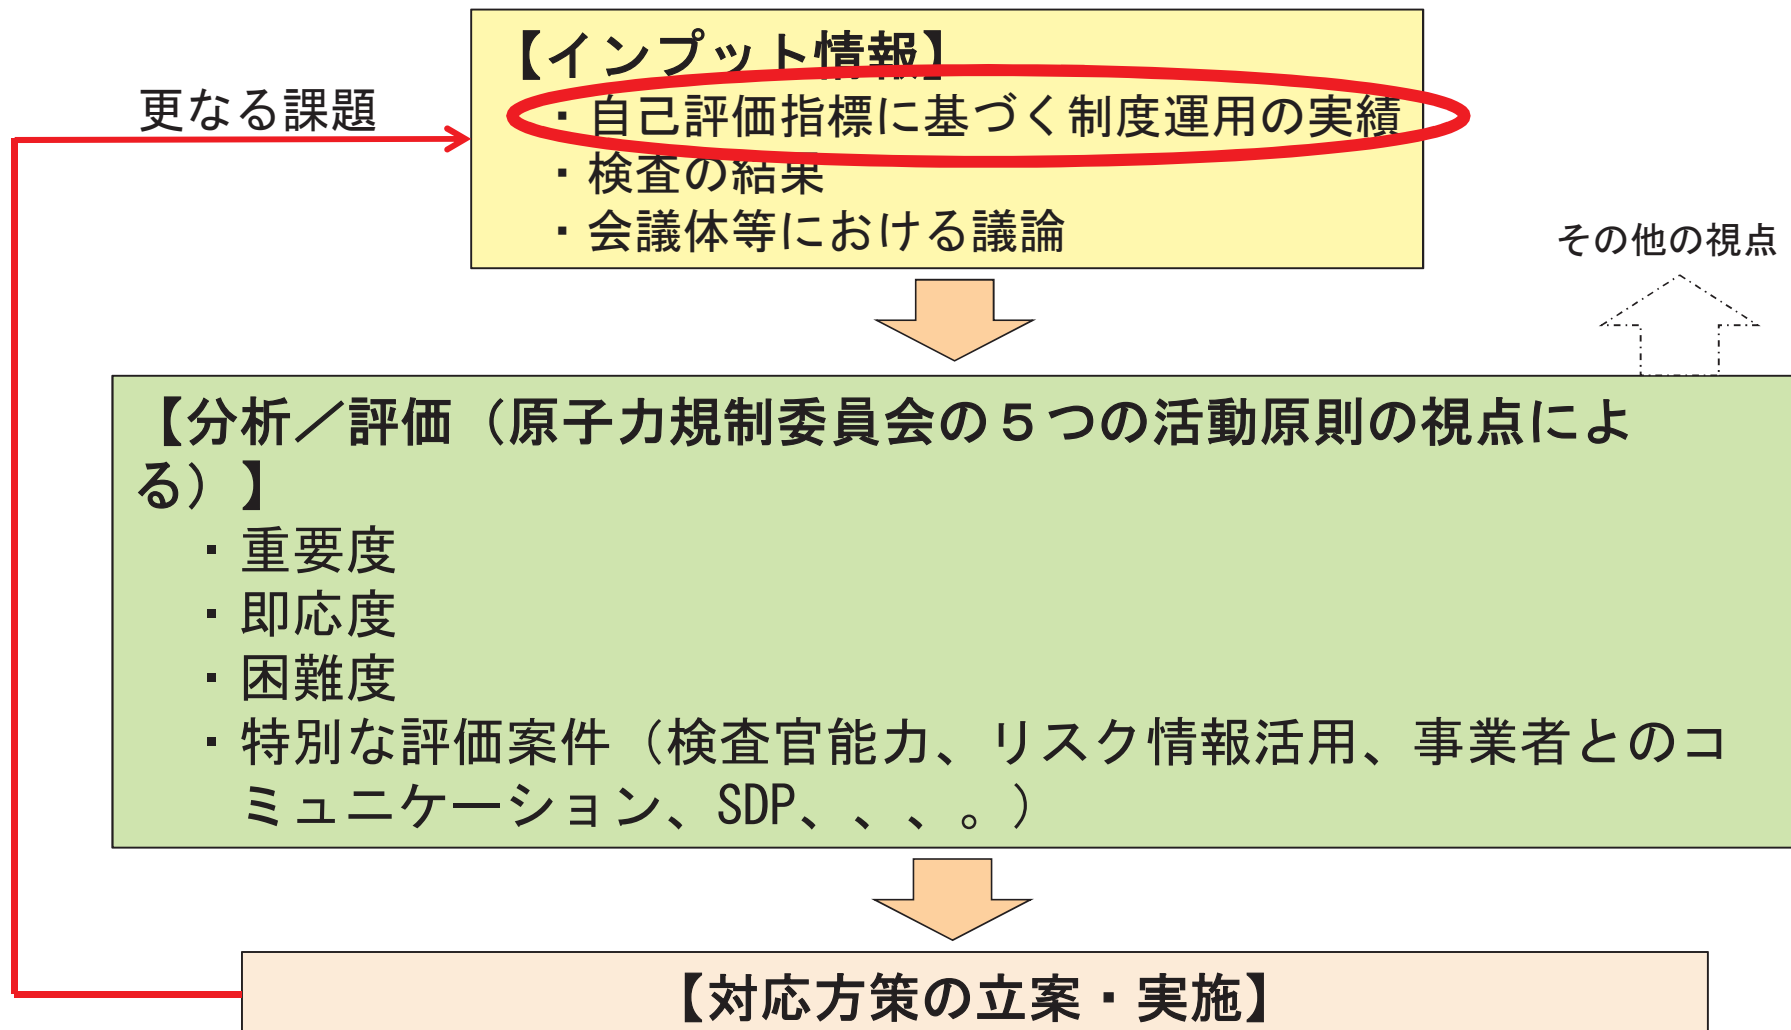 【インプット情報】
・自己評価指標に基づく制度運用の実績
・検査の結果
・会議体等における議論
更なる課題
その他の視点
【分析／評価（原子力規制委員会の５つの活動原則の視点によ
る）】
・重要度
・即応度
・困難度
・特別な評価案件（検査官能力、リスク情報活用、事業者とのコ
ミュニケーション、SDP、、、。）
【対応方策の立案・実施】